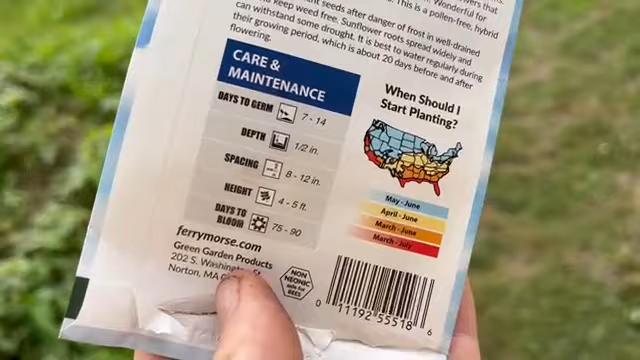 This is a pollen-free, hybrid
seeds after danger of frost in well-drained
keep weed free. Sunflower roots spread widely and
can withstand some drought. It is best to water regularly during
their growing period, which is about 20 days before and after
flowering.
CARE &
MAINTENANCE
DAYS TO GERM 7 - 14
DEPTH 1/2 in.
SPACING 8 - 12 in.
HEIGHT 4 - 5 ft.
DAYS TO
BLOOM 75 - 90
When Should I
Start Planting?
May - June
April - June
March - June
March - July
ferrymorse.com
Green Garden Products
202 S. Washington St
Norton, MA
NON
NEONIC
safe for
BEES
0 11192 55518 6